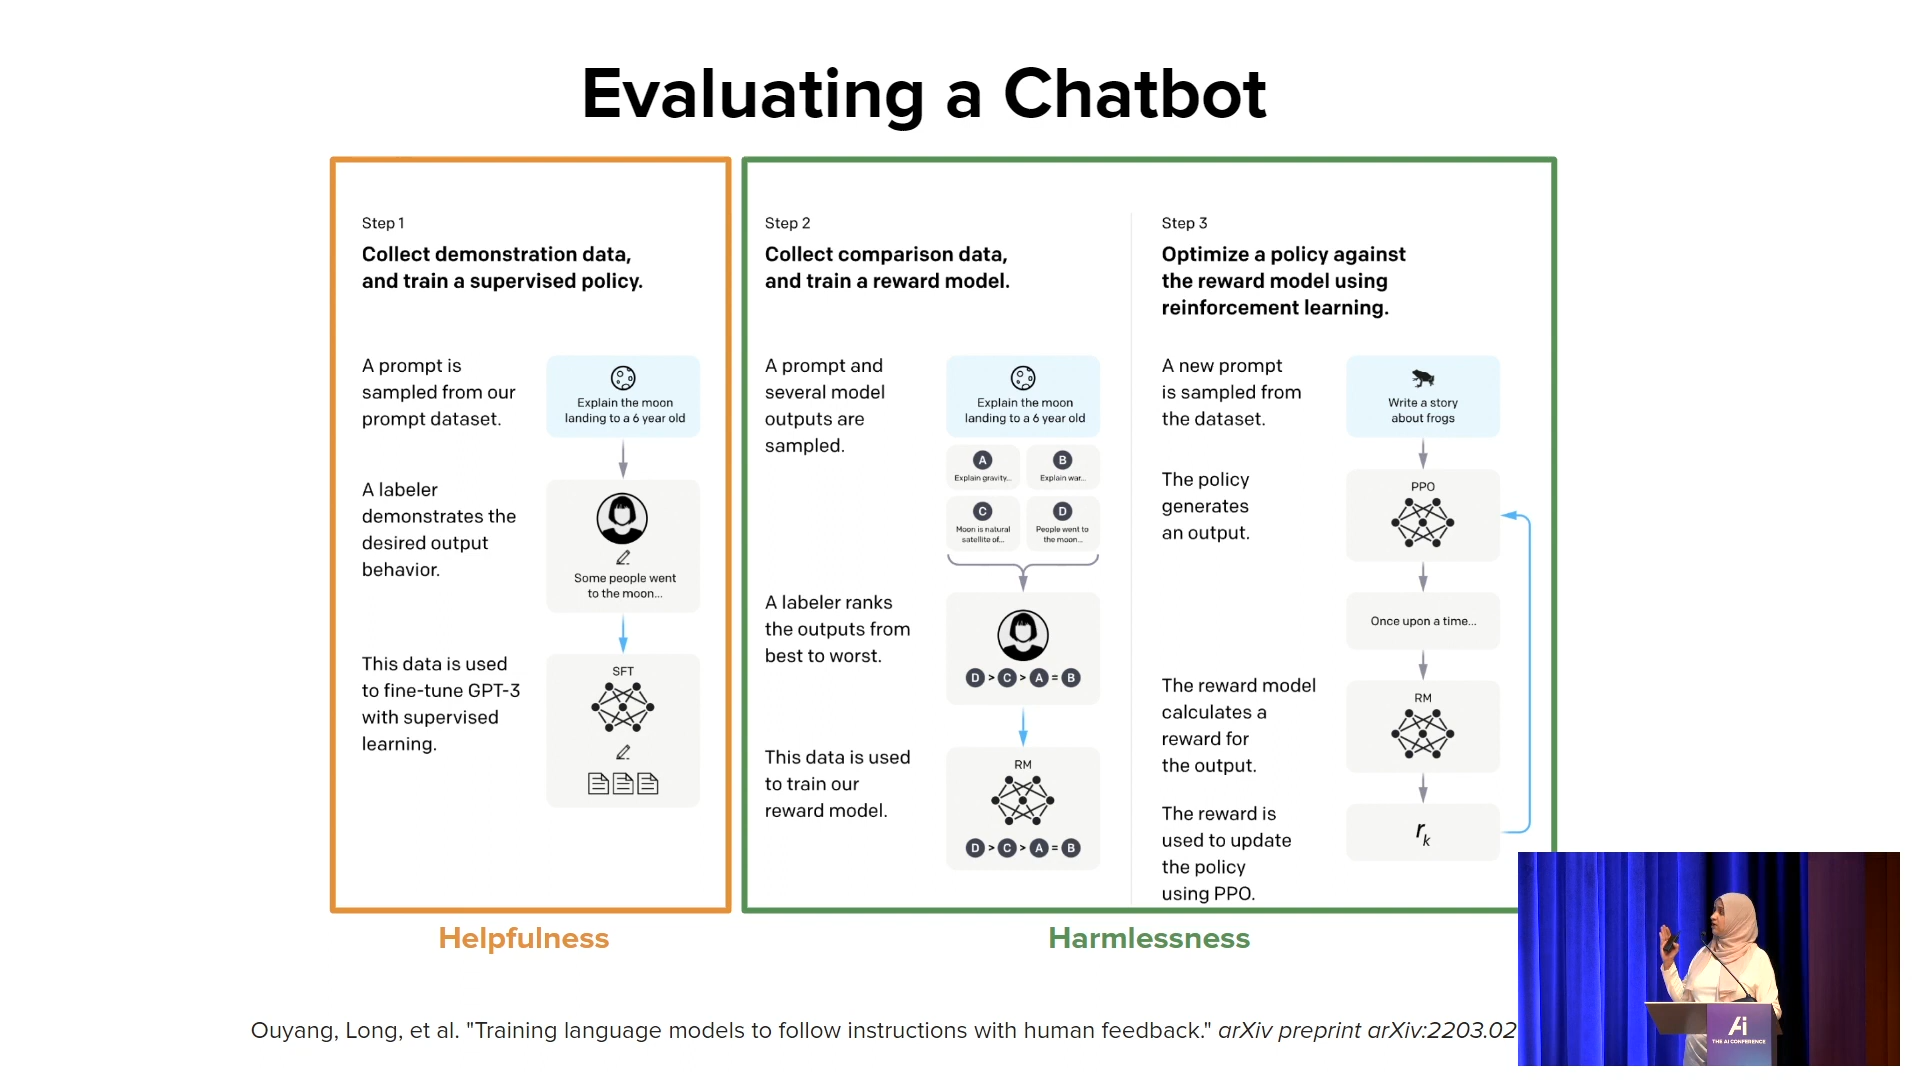 Evaluating a Chatbot
Step 1
Collect demonstration data,
and train a supervised policy.
A prompt is
sampled from our
prompt dataset.
Explain the moon
landing to a 6 year old
A labeler
demonstrates the
desired output
behavior.
Some people went
to the moon...
This data is used
to fine-tune GPT-3
with supervised
learning.
SFT
Step 2
Collect comparison data,
and train a reward model.
A prompt and
several model
outputs are
sampled.
Explain the moon
landing to a 6 year old
A
Explain gravity...
B
Explain war...
C
Moon is natural
satellite of...
D
People went to
the moon...
A labeler ranks
the outputs from
best to worst.
D > C > A = B
This data is used
to train our
reward model.
RM
D > C > A = B
Step 3
Optimize a policy against
the reward model using
reinforcement learning.
A new prompt
is sampled from
the dataset.
Write a story
about frogs
The policy
generates
an output.
PPO
Once upon a time...
The reward model
calculates a
reward for
the output.
RM
The reward is
used to update
the policy
using PPO.
rk
Helpfulness
Harmlessness
Ouyang, Long, et al. "Training language models to follow instructions with human feedback." arXiv preprint arXiv:2203.02
Ai
THE AI CONFERENCE